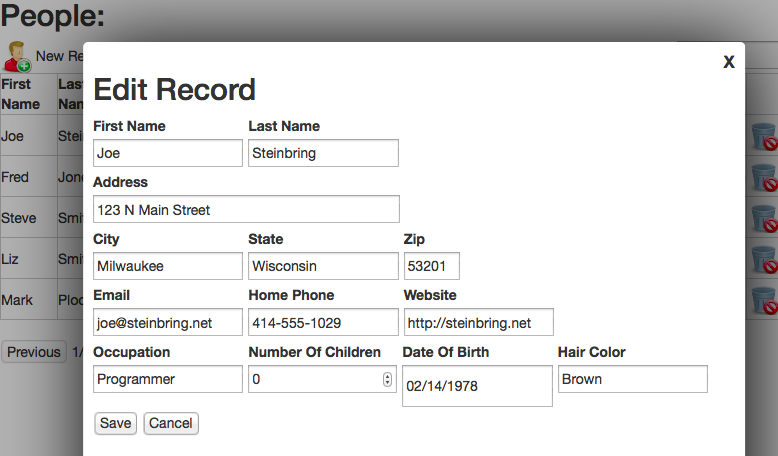 People:
New Re
First Name
Last
Nam
Joe
Stei
Fred
Jone
Steve
Smi
Liz
Smi
Mark
Ploc
Previous 1/
X
Edit Record
First Name Last Name
Joe Steinbring
Address
123 N Main Street
City State Zip
Milwaukee Wisconsin 53201
Email Home Phone Website
joe@steinbring.net 414-555-1029 http://steinbring.net
Occupation Number Of Children Date Of Birth Hair Color
Programmer 0 02/14/1978 Brown
Save Cancel